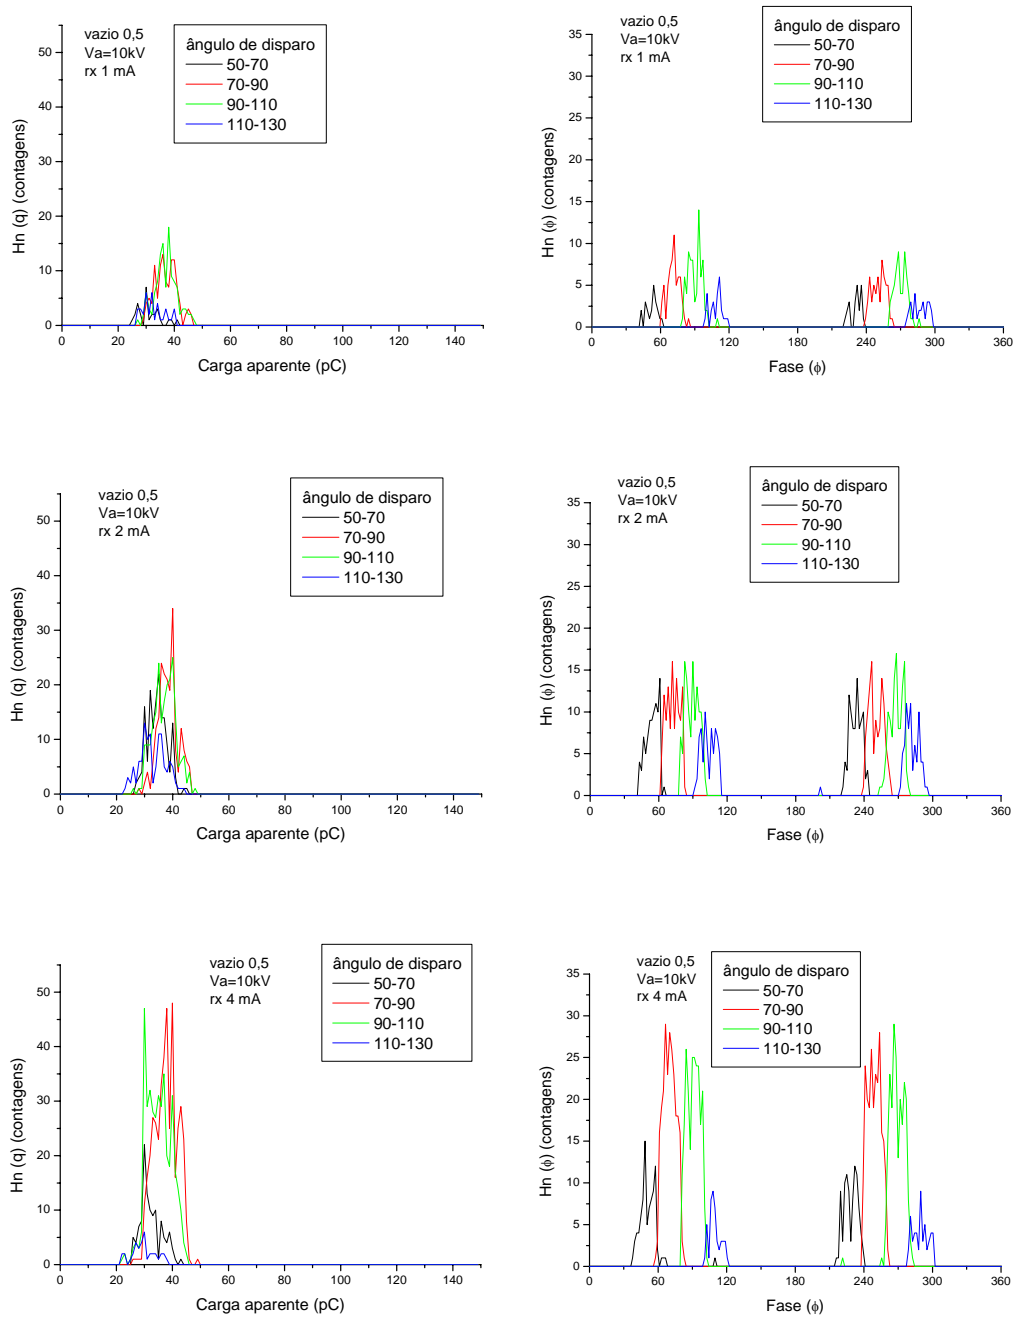 vazio 0,5
Va=10kV
rx 1 mA
ângulo de disparo
50-70
70-90
90-110
110-130
Hn (q) (contagens)
50
40
30
20
10
0
0 20 40 60 80 100 120 140
Carga aparente (pC)
vazio 0,5
Va=10kV
rx 1 mA
ângulo de disparo
50-70
70-90
90-110
110-130
Hn (ϕ) (contagens)
35
30
25
20
15
10
5
0
0 60 120 180 240 300 360
Fase (ϕ)
vazio 0,5
Va=10kV
rx 2 mA
ângulo de disparo
50-70
70-90
90-110
110-130
Hn (q) (contagens)
50
40
30
20
10
0
0 20 40 60 80 100 120 140
Carga aparente (pC)
vazio 0,5
Va=10kV
rx 2 mA
ângulo de disparo
50-70
70-90
90-110
110-130
Hn (ϕ) (contagens)
35
30
25
20
15
10
5
0
0 60 120 180 240 300 360
Fase (ϕ)
vazio 0,5
Va=10kV
rx 4 mA
ângulo de disparo
50-70
70-90
90-110
110-130
Hn (q) (contagens)
50
40
30
20
10
0
0 20 40 60 80 100 120 140
Carga aparente (pC)
vazio 0,5
Va=10kV
rx 4 mA
ângulo de disparo
50-70
70-90
90-110
110-130
Hn (ϕ) (contagens)
35
30
25
20
15
10
5
0
0 60 120 180 240 300 360
Fase (ϕ)